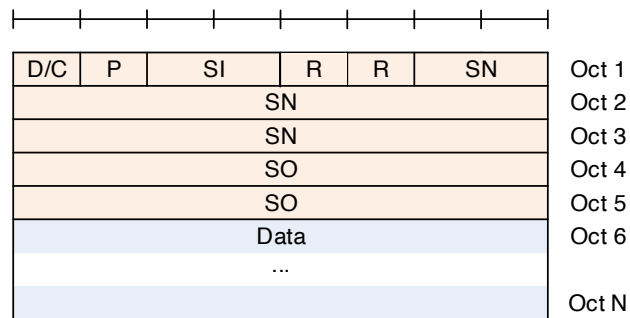 D/C P SI R R SN Oct 1
SN Oct 2
SN Oct 3
SO Oct 4
SO Oct 5
Data Oct 6
...
Oct N